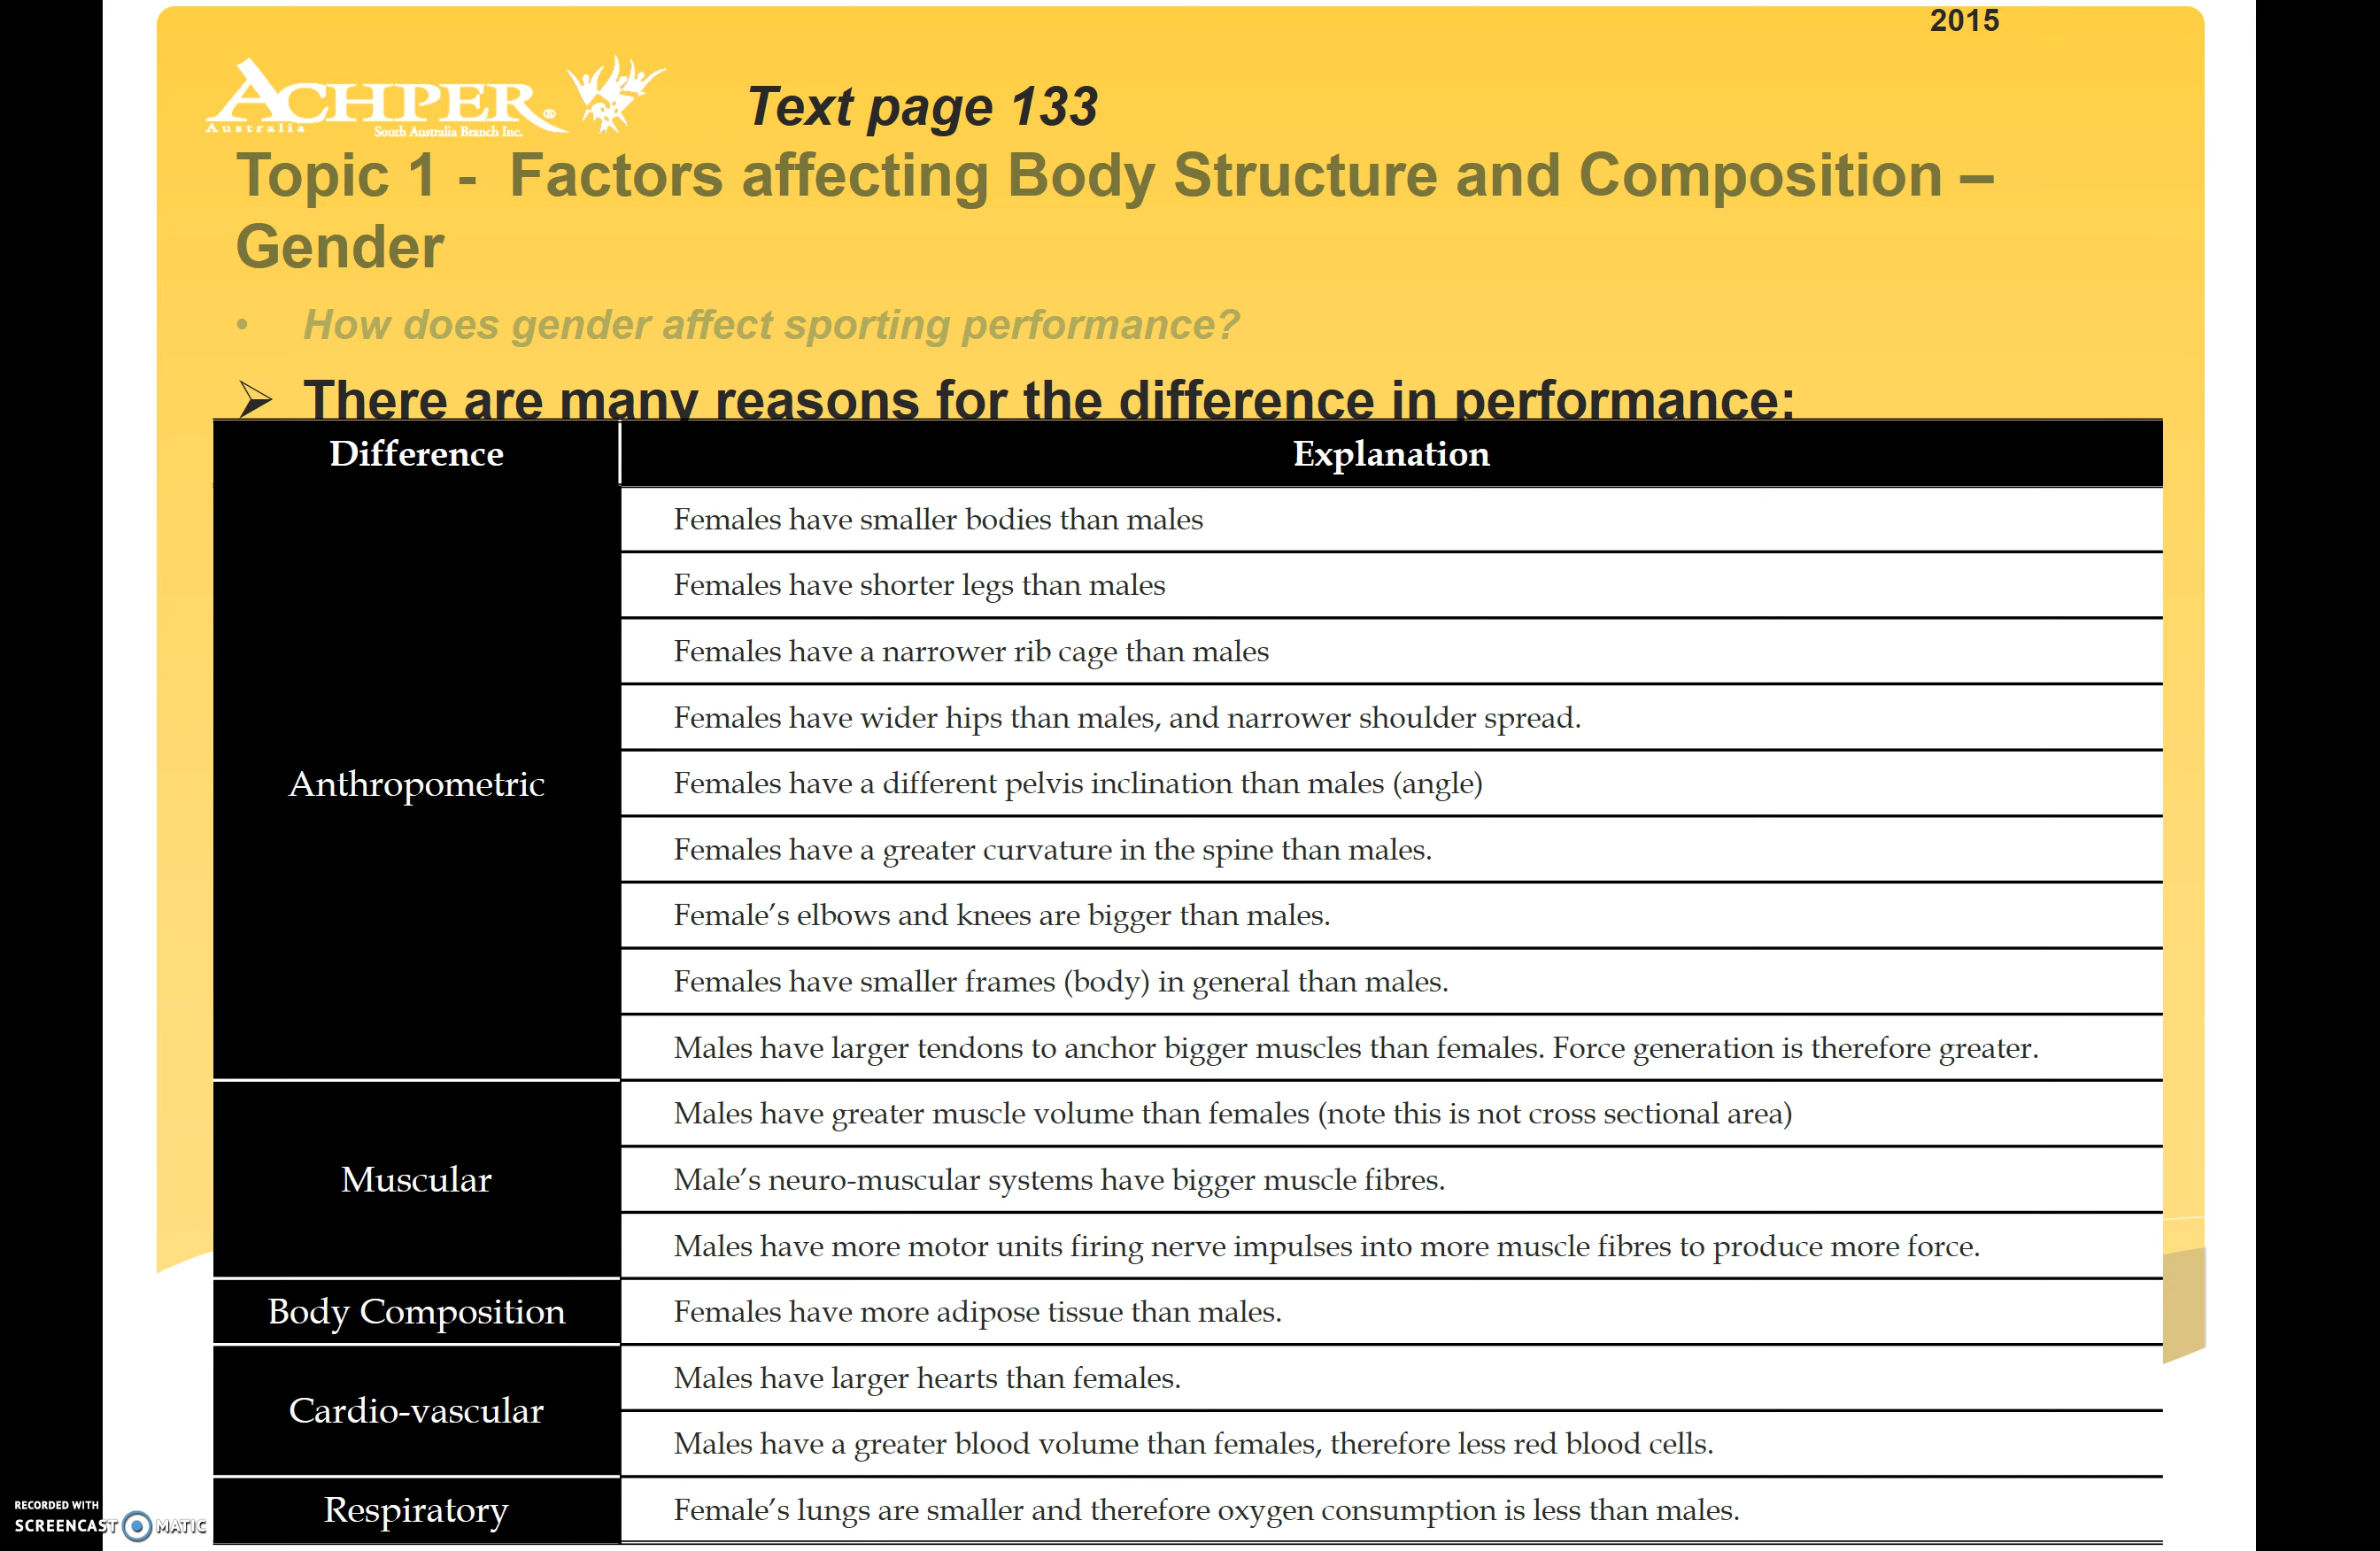 2015
ACHPER®
Australia
South Australia Branch Inc.
Text page 133
Topic 1 - Factors affecting Body Structure and Composition –
Gender
• How does gender affect sporting performance?
➢ There are many reasons for the difference in performance:
Difference
Explanation
Anthropometric
Females have smaller bodies than males
Females have shorter legs than males
Females have a narrower rib cage than males
Females have wider hips than males, and narrower shoulder spread.
Females have a different pelvis inclination than males (angle)
Females have a greater curvature in the spine than males.
Female’s elbows and knees are bigger than males.
Females have smaller frames (body) in general than males.
Males have larger tendons to anchor bigger muscles than females. Force generation is therefore greater.
Muscular
Males have greater muscle volume than females (note this is not cross sectional area)
Male’s neuro-muscular systems have bigger muscle fibres.
Males have more motor units firing nerve impulses into more muscle fibres to produce more force.
Body Composition
Females have more adipose tissue than males.
Cardio-vascular
Males have larger hearts than females.
Males have a greater blood volume than females, therefore less red blood cells.
Respiratory
Female’s lungs are smaller and therefore oxygen consumption is less than males.
RECORDED WITH
SCREENCAST MATIC